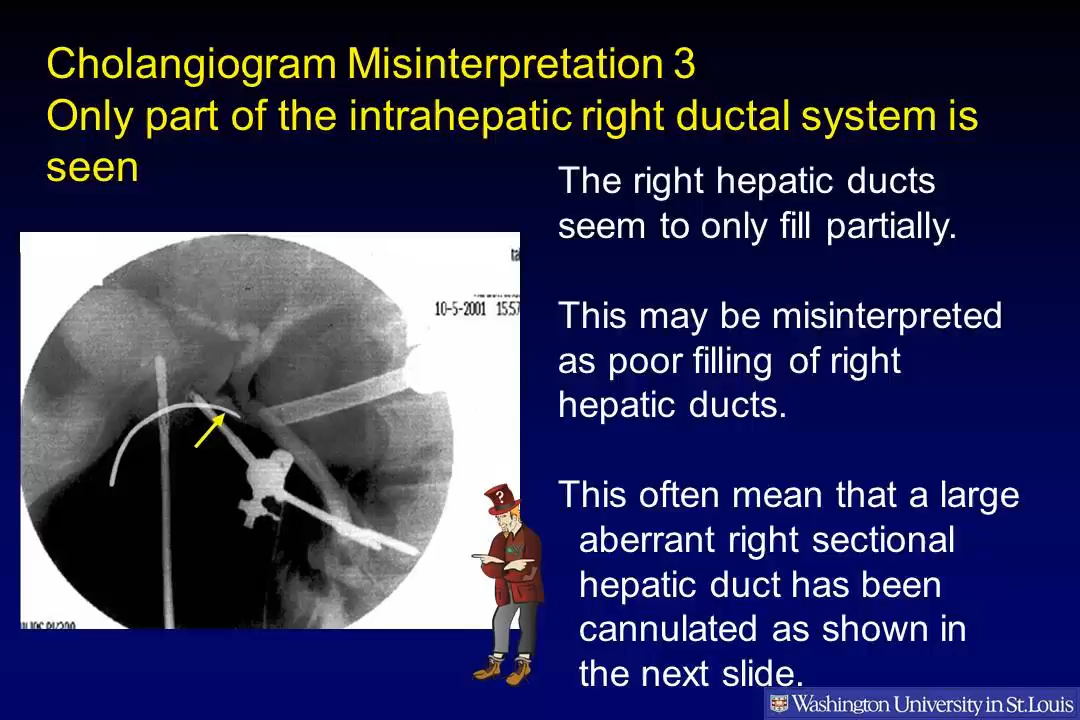 Cholangiogram Misinterpretation 3
Only part of the intrahepatic right ductal system is
seen
The right hepatic ducts
seem to only fill partially.
This may be misinterpreted
as poor filling of right
hepatic ducts.
This often mean that a large
aberrant right sectional
hepatic duct has been
cannulated as shown in
the next slide.
10-5-2001 15:57
?
Washington University in St.Louis